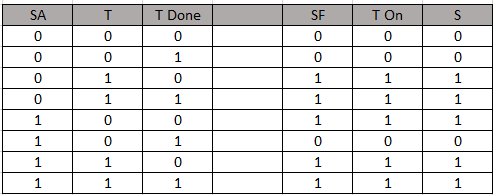 SA T T Done SF T On S
0 0 0 0 0 0
0 0 1 0 0 0
0 1 0 1 1 1
0 1 1 1 1 1
1 0 0 1 1 1
1 0 1 0 0 0
1 1 0 1 1 1
1 1 1 1 1 1